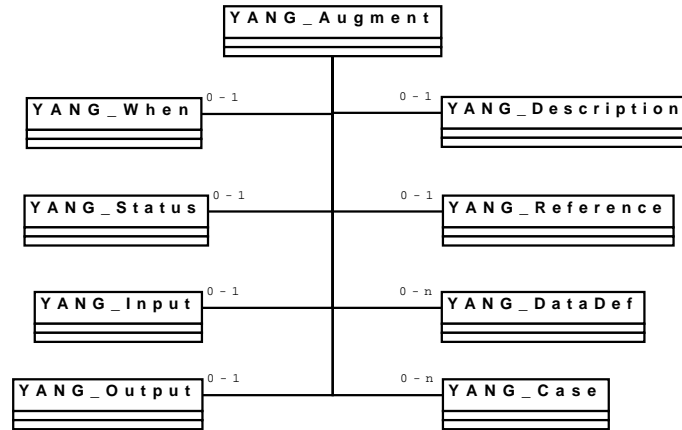 YANG_Augment
0-1
0-1
YANG_When
YANG_Description
0-1
0-1
YANG_Status
YANG_Reference
0-1
0-n
YANG_Input
YANG_DataDef
0-1
0-n
YANG_Output
YANG_Case